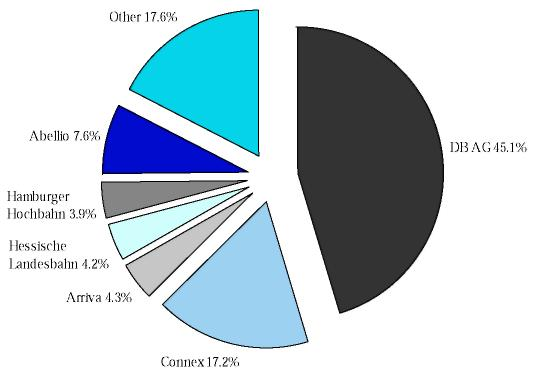 Other 17.6%
DB AG 45.1%
Abellio 7.6%
Hamburger
Hochbahn 3.9%
Hessische
Landesbahn 4.2%
Arriva 4.3%
Connex 17.2%